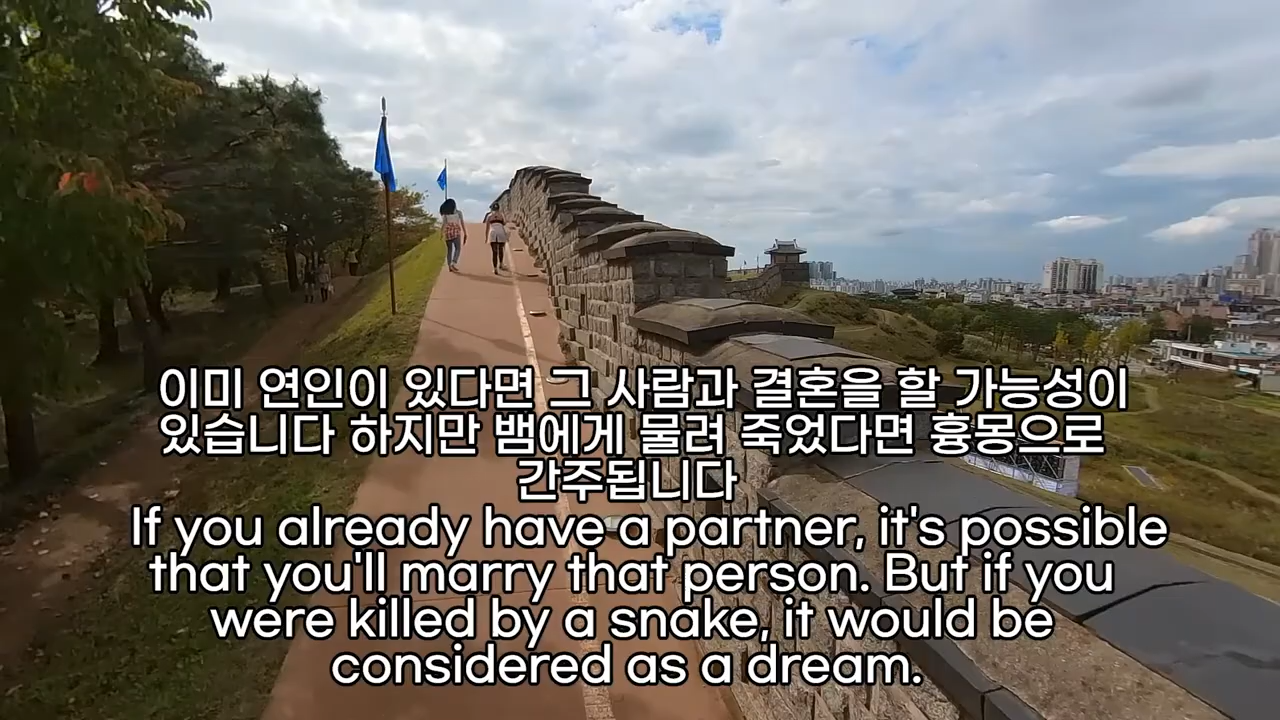 이미 연인이 있다면 그 사람과 결혼을 할 가능성이
있습니다 하지만 뱀에게 물려 죽었다면 흉몽으로
간주됩니다
If you already have a partner, it's possible
that you'll marry that person. But if you
were killed by a snake, it would be
considered as a dream.